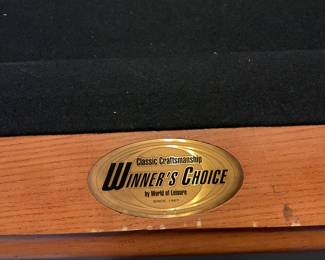 Classic Craftsmanship
WINNER'S CHOICE
by World of Leisure
SINCE 1967